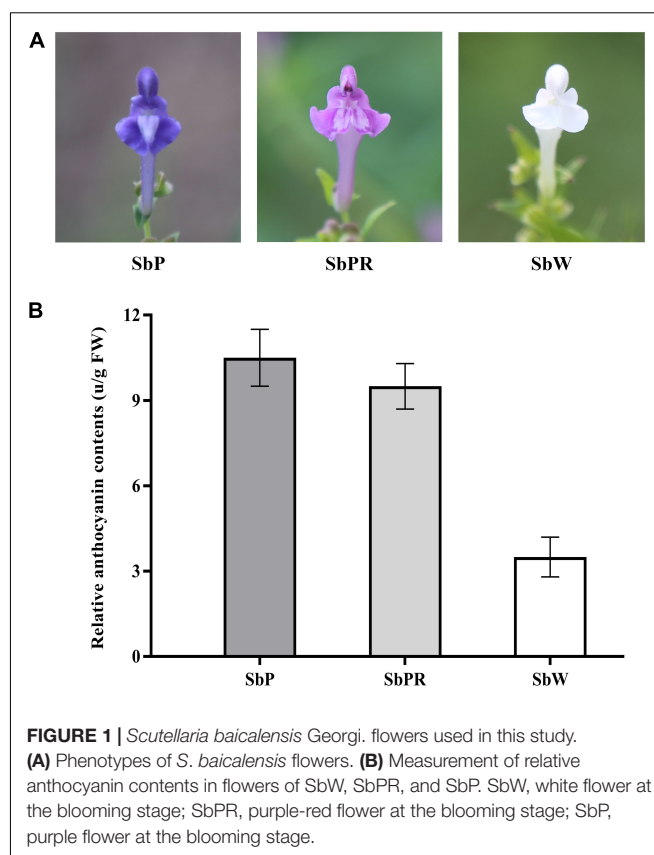 A
SbP SbPR SbW
B
Relative anthocyanin contents (u/g FW)
12
9
6
3
0
SbP SbPR SbW
FIGURE 1 | Scutellaria baicalensis Georgi. flowers used in this study.
(A) Phenotypes of S. baicalensis flowers. (B) Measurement of relative
anthocyanin contents in flowers of SbW, SbPR, and SbP. SbW, white flower at
the blooming stage; SbPR, purple-red flower at the blooming stage; SbP,
purple flower at the blooming stage.